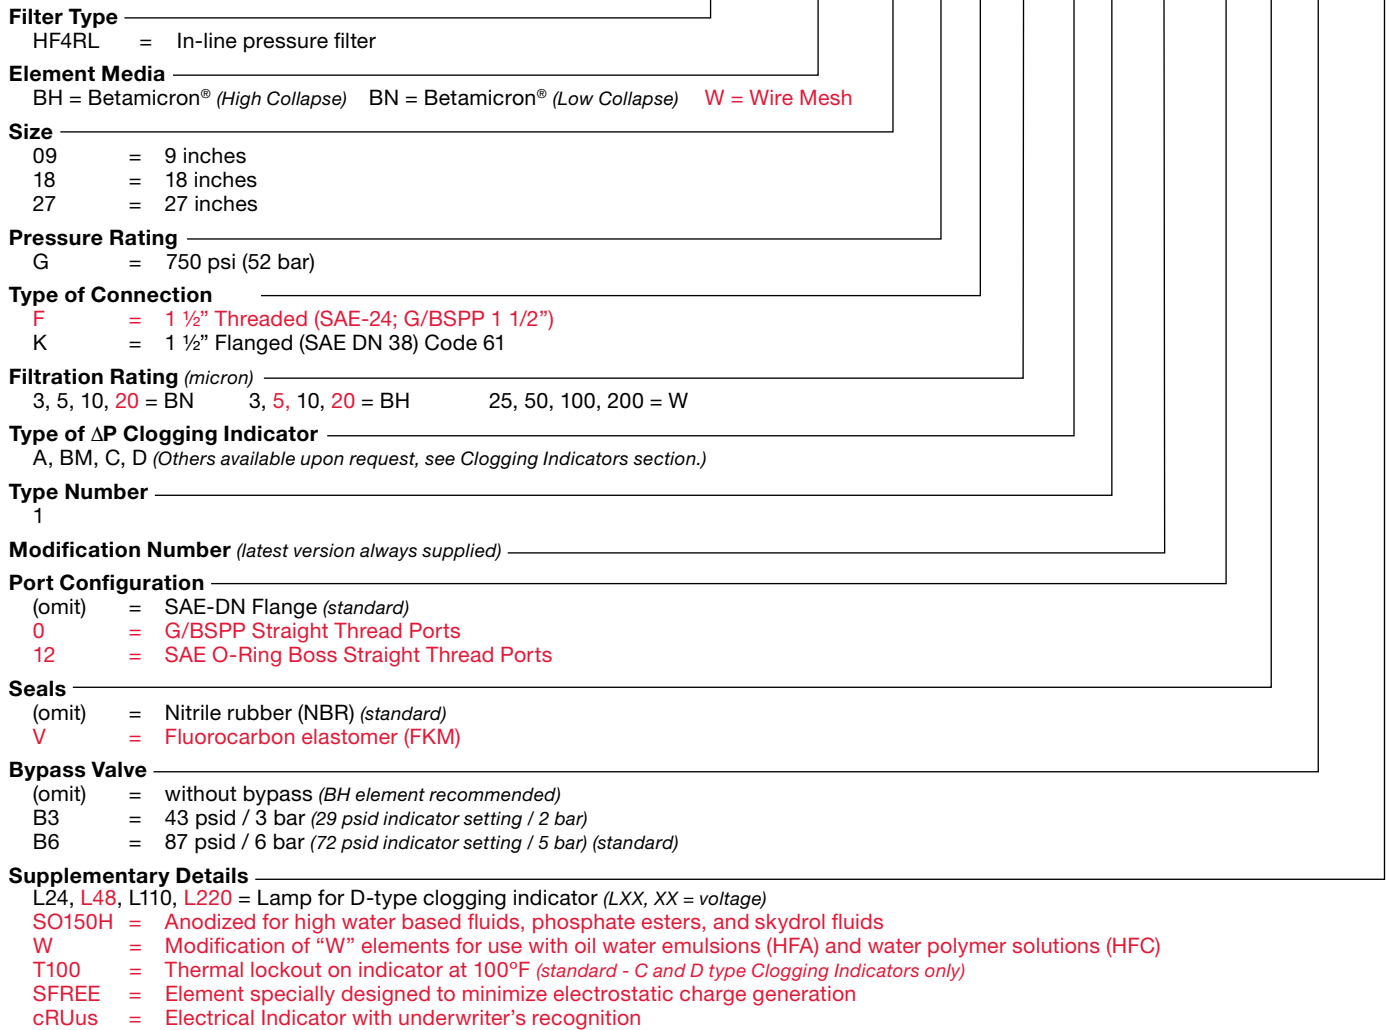 Filter Type
HF4RL = In-line pressure filter
Element Media
BH = Betamicron® (High Collapse) BN = Betamicron® (Low Collapse) W = Wire Mesh
Size
09 = 9 inches
18 = 18 inches
27 = 27 inches
Pressure Rating
G = 750 psi (52 bar)
Type of Connection
F = 1 ½” Threaded (SAE-24; G/BSPP 1 1/2”)
K = 1 ½” Flanged (SAE DN 38) Code 61
Filtration Rating (micron)
3, 5, 10, 20 = BN 3, 5, 10, 20 = BH 25, 50, 100, 200 = W
Type of ΔP Clogging Indicator
A, BM, C, D (Others available upon request, see Clogging Indicators section.)
Type Number
1
Modification Number (latest version always supplied)
Port Configuration
(omit) = SAE-DN Flange (standard)
0 = G/BSPP Straight Thread Ports
12 = SAE O-Ring Boss Straight Thread Ports
Seals
(omit) = Nitrile rubber (NBR) (standard)
V = Fluorocarbon elastomer (FKM)
Bypass Valve
(omit) = without bypass (BH element recommended)
B3 = 43 psid / 3 bar (29 psid indicator setting / 2 bar)
B6 = 87 psid / 6 bar (72 psid indicator setting / 5 bar) (standard)
Supplementary Details
L24, L48, L110, L220 = Lamp for D-type clogging indicator (LXX, XX = voltage)
SO150H = Anodized for high water based fluids, phosphate esters, and skydrol fluids
W = Modification of “W” elements for use with oil water emulsions (HFA) and water polymer solutions (HFC)
T100 = Thermal lockout on indicator at 100ºF (standard - C and D type Clogging Indicators only)
SFREE = Element specially designed to minimize electrostatic charge generation
cRUus = Electrical Indicator with underwriter’s recognition